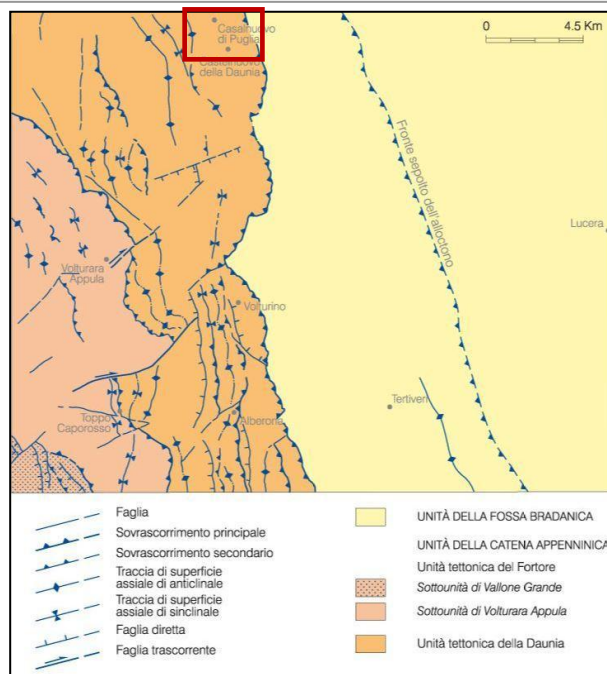 Casalnuovo
di Puglia
Castelnuovo
della Daunia
0 4.5 Km
Fronte sepolto dell'alloctono
Lucera
Volturara
Appula
Volturino
Tertiveri
Toppo
Caporosso
Alberona
Faglia
Sovrascorrimento principale
Sovrascorrimento secondario
Traccia di superficie
assiale di anticlinale
Traccia di superficie
assiale di sinclinale
Faglia diretta
Faglia trascorrente
UNITÀ DELLA FOSSA BRADANICA
UNITÀ DELLA CATENA APPENNINICA
Unità tettonica del Fortore
Sottounità di Vallone Grande
Sottounità di Volturara Appula
Unità tettonica della Daunia